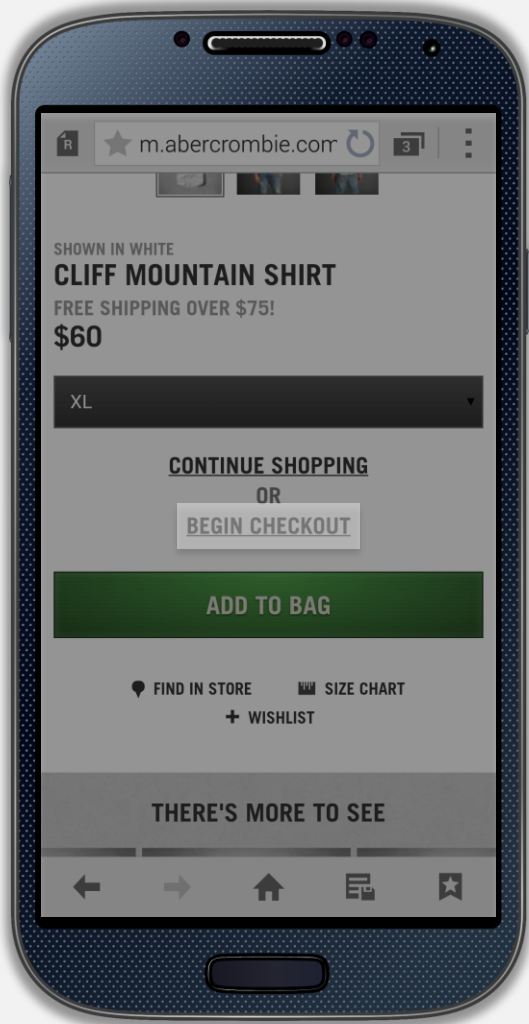 R
m.abercrombie.com
3
SHOWN IN WHITE
CLIFF MOUNTAIN SHIRT
FREE SHIPPING OVER $75!
$60
XL
CONTINUE SHOPPING
OR
BEGIN CHECKOUT
ADD TO BAG
FIND IN STORE SIZE CHART
+ WISHLIST
THERE'S MORE TO SEE